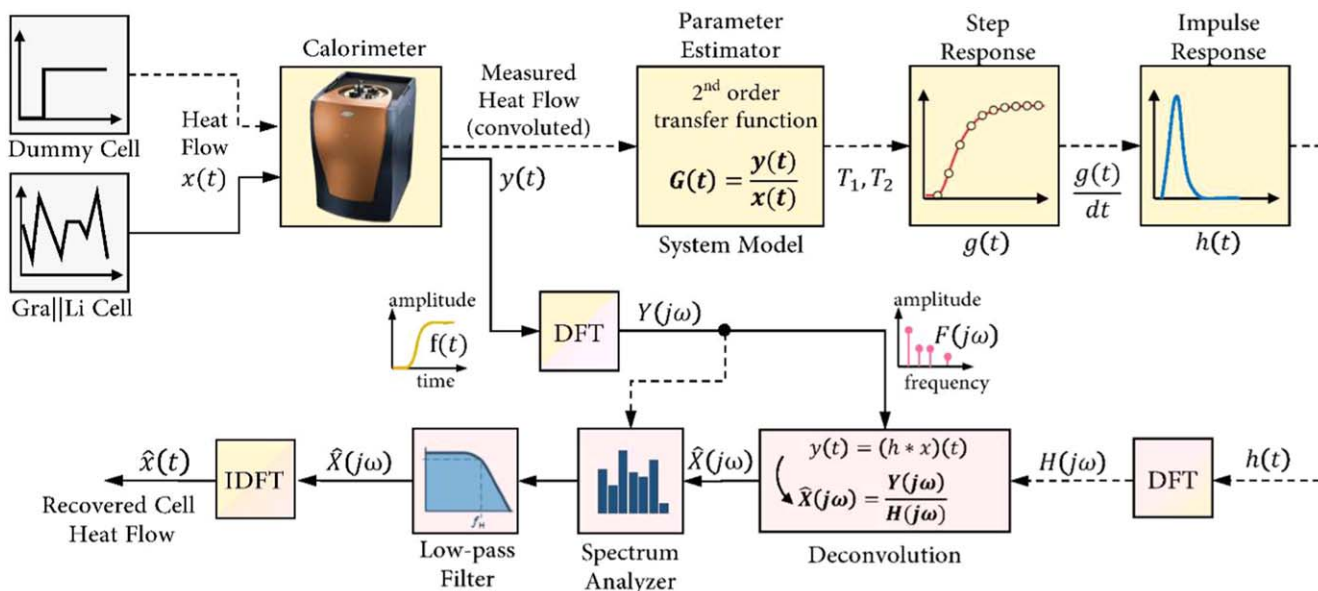 Dummy Cell
Heat
Flow
x(t)
Gra||Li Cell
Calorimeter
Measured
Heat Flow
(convoluted)
y(t)
Parameter
Estimator
2nd order
transfer function
G(t) = y(t)/x(t)
System Model
T1, T2
Step
Response
g(t)
g(t)/dt
Impulse
Response
h(t)
amplitude
f(t)
time
DFT
Y(jω)
amplitude
F(jω)
frequency
x̂(t)
Recovered Cell
Heat Flow
IDFT
X̂(jω)
fH
Low-pass
Filter
Spectrum
Analyzer
X̂(jω)
y(t) = (h * x)(t)
X̂(jω) = Y(jω)/H(jω)
Deconvolution
H(jω)
DFT
h(t)